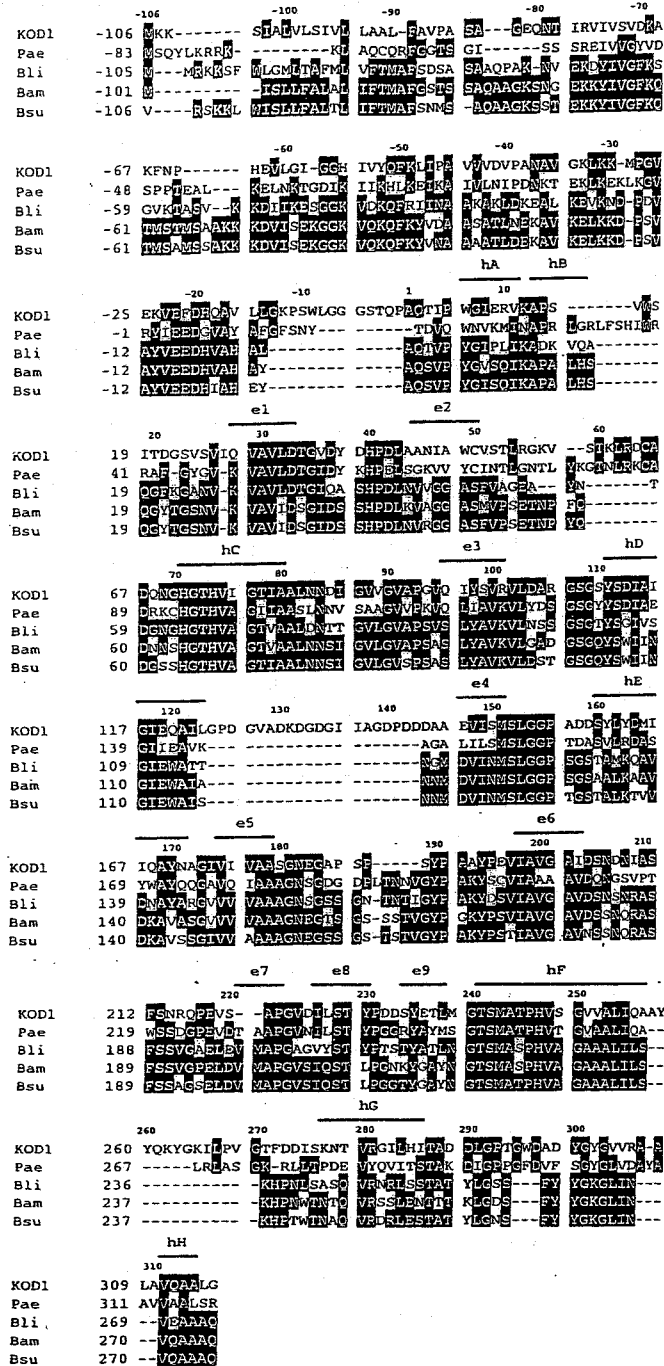 -106 -100 -90 -80 -70
KOD1 -106 MKK------- SIALVLSIVL LAAL-FAVPA SA---GEQNT IRVIVSVDKA
Pae -83 MSQYLKRRK- --------KL AQCQRFGGTS GI------SS SREIVVGYVD
Bli -105 M---MRKKSF WLGMLTAFML VFTMAFSDSA SAAQPAK-NV EKDYIVGFKS
Bam -101 M--------- -ISLLFALAL IFTMAFGSTS SAQAAGKSNG EKKYIVGFKQ
Bsu -106 V----RSKKL WISLLFALTL IFTMAFSNMS -SQAAGKSST EKKYIVGFKQ
-60 -50 -40 -30
KOD1 -67 KFNP------ HEVLGI-GGH IVYQFKLIPA VVVDVPANAV GKLKK-MPGV
Pae -48 SPPTEAL--- KELNKTGDIK IIKHLKEIKA IVLNIPDAKT EKLKEKLKGV
Bli -59 GVKTASV--K KDIIKESGGK VDKQFRIINA AKAKLDKEAL KEVKND-PDV
Bam -61 TMSTMSAAKK KDVISEKGGK VQKQFKYVDA ASATLNEKAV KELKKD-PSV
Bsu -61 TMSAMSSAKK KDVISEKGGK VQKQFKYVNA AAATLDEKAV KELKKD-PSV
hA hB
-20 -10 1 10
KOD1 -25 EKVEFDHQAV LLGKPSWLGG GSTQPAQTIP WGIERVKAPS -----VWS
Pae -1 RYIEEDGVAY AFGFSNY--- -----TDVQ WNVKMINAPR LGRLFSHIAR
Bli -12 AYVEEDHVAH AL-------- ----AQTVP YGIPLIKADK VQA
Bam -12 AYVEEDHVAH AY-------- ----AQSVP YGVSQIKAPA LHS
Bsu -12 AYVEEDHIAH EY-------- ----AQSVP YGISQIKAPA LHS
e1 e2
20 30 40 50 60
KOD1 19 ITDGSVSVIQ VAVLDTGVDY DHPDLAANIA WCVSTLRGKV --SIKLRDCA
Pae 41 RAF-GYGV-K VAVLDTGIDY KHPELSGKVV YCINTLGNTL YKGTNLRKCA
Bli 19 QGFKGANV-K VAVLDTGIQA SHPDLNVVGG ASFVAGEA-- YN-------T
Bam 19 QGYTGSNV-K VAVIDSGIDS SHPDLKVAGG ASMVPSETNP FQ--------
Bsu 19 QGYTGSNV-K VAVIDSGIDS SHPDLNVRGG ASFVPSETNP YQ--------
hC e3 hD
70 80 90 100 110
KOD1 67 DQNGHGTHVI GTIAALNNDI GVVGVAPGVQ IYSVRVLDAR GSGSYSDIAI
Pae 89 DRKCHGTHVA GIIAASLNNV SAAGVVPKVQ LIAVKVLYDS GSGYYSDIAE
Bli 59 DGNGHGTHVA GTVAALDNTT GVLGVAPSVS LYAVKVLNSS GSGTYSGIVS
Bam 60 DNNSHGTHVA GTVAALNNSI GVLGVAPSAS LYAVKVLGAD GSGQYSWIIN
Bsu 60 DGSSHGTHVA GTIAALNNSI GVLGVSPSAS LYAVKVLDST GSGQYSWIIN
e4 hE
120 130 140 150 160
KOD1 117 GIEQAILGPD GVADKDGDGI IAGDPDDDAA EVISMSLGGP ADDSYLYDMI
Pae 139 GIIEAVK--- ---------- -------AGA LILSMSLGGP TDASVLRDAS
Bli 109 GIEWATT--- ---------- -------NGM DVINMSLGGP SGSTAMKQAV
Bam 110 GIEWAIA--- ---------- -------NNM DVINMSLGGP SGSAALKAAV
Bsu 110 GIEWAIS--- ---------- -------NNM DVINMSLGGP TGSTALKTVV
e5 e6
170 180 190 200 210
KOD1 167 IQAYNAGIVI VAASGNEGAP SP----SYP AAYPEVIAVG AIDSNDNIAS
Pae 169 YWAYQQGAVQ IAAAGNSGDG DPLTNNVGYP AKYSGVIAAA AVDQNGSVPT
Bli 139 DNAYARGVVV VAAAGNSGSS GN-TNTIGYP AKYDSVIAVG AVDSNSNRAS
Bam 140 DKAVASGVVV VAAAGNEGTS GS-SSTVGYP GKYPSVIAVG AVDSSNQRAS
Bsu 140 DKAVSSGIVV AAAAGNEGSS GS-TSTVGYP AKYPSTIAVG AVNSSNQRAS
e7 e8 e9 hF
220 230 240 250
KOD1 212 FSNRQPEVS- -APGVDILST YPDDSYETLM GTSMATPHVS GVVALIQAAY
Pae 219 WSSDGPEVDT AAPGVNILST YPGGRYAYMS GTSMATPHVT GVAALIQA
Bli 188 FSSVGAELEV MAPGAGVYST YPTSTYATLN GTSMASPHVA GAAALILS--
Bam 189 FSSVGPELDV MAPGVSIQST LPGNKYGAYN GTSMASPHVA GAAALILS--
Bsu 189 FSSAGSELDV MAPGVSIQST LPGGTYGAYN GTSMATPHVA GAAALILS--
hG
260 270 280 290 300
KOD1 260 YQKYGKILPV GTFDDISKNT VRGILHITAD DLGPTGWDAD YGYGVVRA-A
Pae 267 -----LRLAS GK-RLLTPDE VYQVITSTAK DIGPPGFDVF SGYGLVDAYA
Bli 236 ---------- KHPNLSASQ VRNRLSSTAT YLGSS---FY YGKGLIN---
Bam 237 ---------- KHPNWTNTQ VRSSLENTTT KLGDS---FY YGKGLIN---
Bsu 237 ---------- KHPTWTNAQ VRDRLESTAT YLGNS---FY YGKGLIN---
hH
310
KOD1 309 LAVQAALG
Pae 311 AVVAALSR
Bli 269 --VEAAAQ
Bam 270 --VQAAAQ
Bsu 270 --VQAAAQ